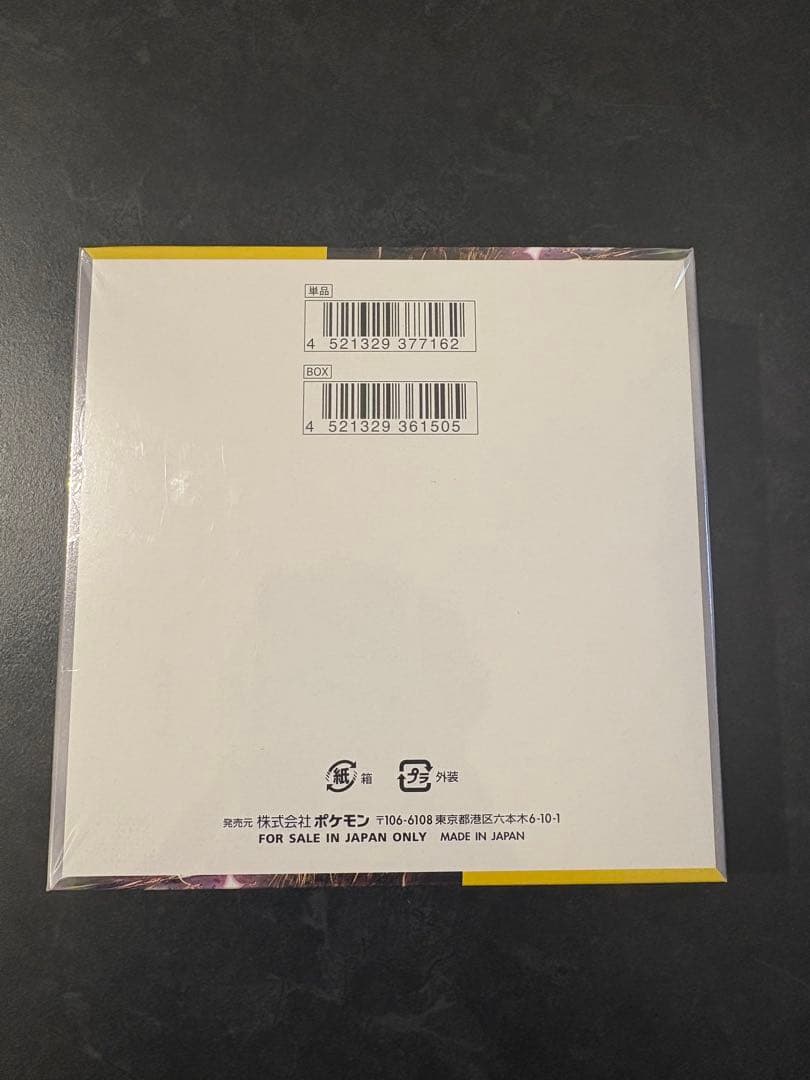 単品
4 521329 377162
BOX
4 521329 361505
紙 箱 プラ 外装
発売元 株式会社 ポケモン 〒106-6108 東京都港区六本木6-10-1
FOR SALE IN JAPAN ONLY MADE IN JAPAN